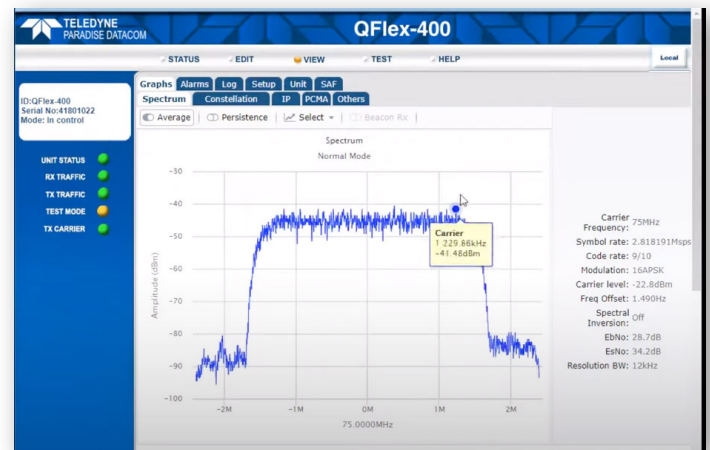 TELEDYNE
PARADISE DATACOM
QFlex-400
STATUS EDIT VIEW TEST HELP
Local
ID:QFlex-400
Serial No:41801022
Mode: In control
UNIT STATUS
RX TRAFFIC
TX TRAFFIC
TEST MODE
TX CARRIER
Graphs Alarms Log Setup Unit SAF
Spectrum Constellation IP PCMA Others
Average Persistence Select Beacon Rx
Spectrum
Normal Mode
Amplitude (dBm)
-30
-40
-50
-60
-70
-80
-90
-100
Carrier
1 229.86kHz
-41.48dBm
-2M -1M 0M 1M 2M
75.0000MHz
Carrier Frequency: 75MHz
Symbol rate: 2.818191Msps
Code rate: 9/10
Modulation: 16APSK
Carrier level: -22.8dBm
Freq Offset: 1.490Hz
Spectral Inversion: Off
EbNo: 28.7dB
EsNo: 34.2dB
Resolution BW: 12kHz